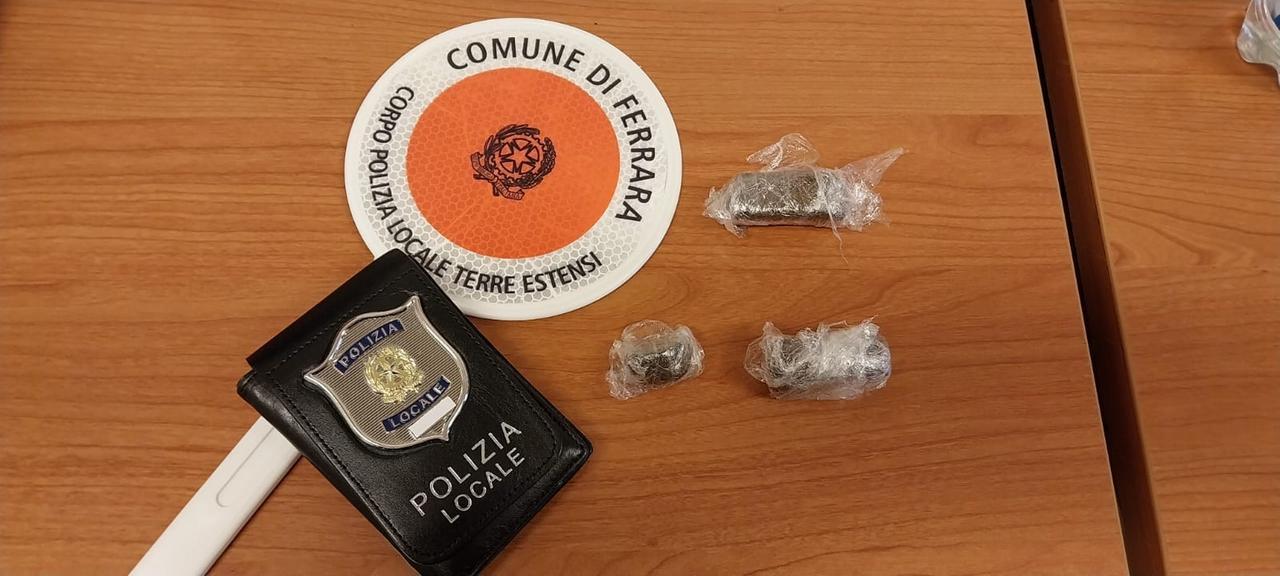 COMUNE DI FERRARA
CORPO POLIZIA LOCALE TERRE ESTENSI
POLIZIA
LOCALE
POLIZIA
LOCALE